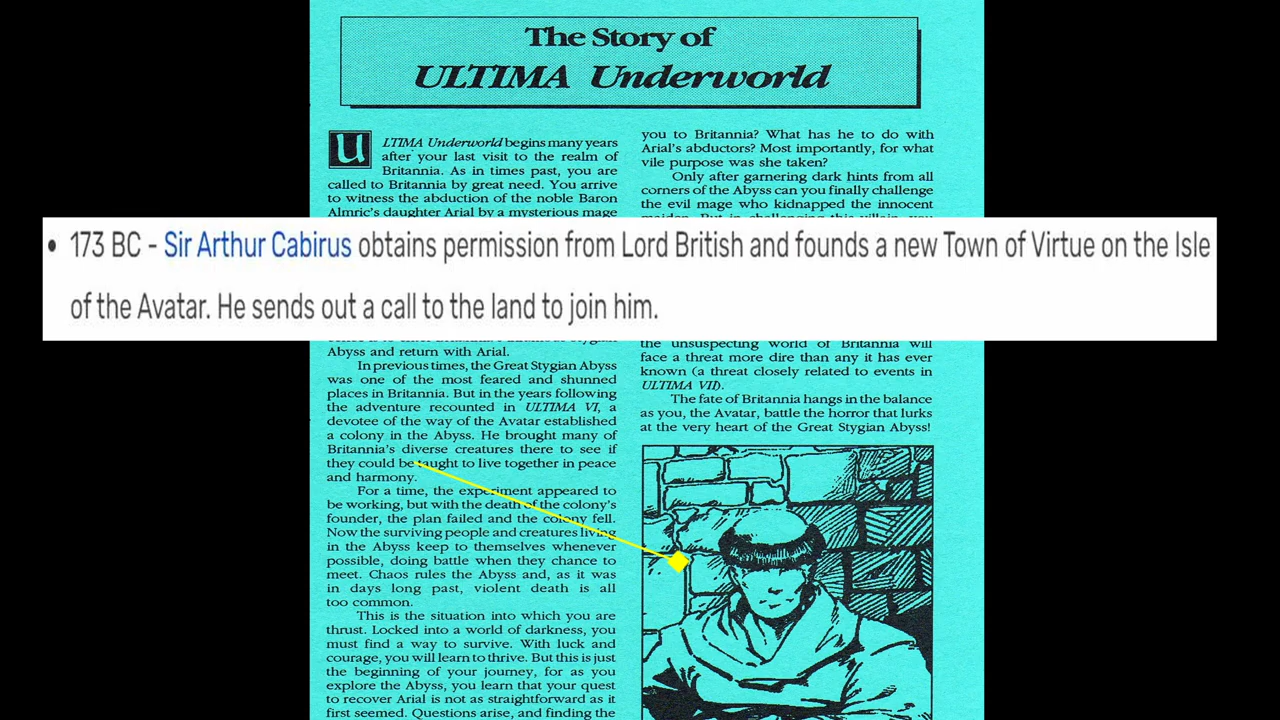 The Story of
ULTIMA Underworld
ULTIMA Underworld begins many years
after your last visit to the realm of
Britannia. As in times past, you are
called to Britannia by great need. You arrive
to witness the abduction of the noble Baron
Almric's daughter Arial by a mysterious mage
• 173 BC - Sir Arthur Cabirus obtains permission from Lord British and founds a new Town of Virtue on the Isle
of the Avatar. He sends out a call to the land to join him.
Abyss and return with Arial.
In previous times, the Great Stygian Abyss
was one of the most feared and shunned
places in Britannia. But in the years following
the adventure recounted in ULTIMA VI, a
devotee of the way of the Avatar established
a colony in the Abyss. He brought many of
Britannia's diverse creatures there to see if
they could be taught to live together in peace
and harmony.
For a time, the experiment appeared to
be working, but with the death of the colony's
founder, the plan failed and the colony fell.
Now the surviving people and creatures living
in the Abyss keep to themselves whenever
possible, doing battle when they chance to
meet. Chaos rules the Abyss and, as it was
in days long past, violent death is all
too common.
This is the situation into which you are
thrust. Locked into a world of darkness, you
must find a way to survive. With luck and
courage, you will learn to thrive. But this is just
the beginning of your journey, for as you
explore the Abyss, you learn that your quest
to recover Arial is not as straightforward as it
first seemed. Questions arise, and finding the
you to Britannia? What has he to do with
Arial's abductors? Most importantly, for what
vile purpose was she taken?
Only after garnering dark hints from all
corners of the Abyss can you finally challenge
the evil mage who kidnapped the innocent
the unsuspecting world of Britannia will
face a threat more dire than any it has ever
known (a threat closely related to events in
ULTIMA VII).
The fate of Britannia hangs in the balance
as you, the Avatar, battle the horror that lurks
at the very heart of the Great Stygian Abyss!